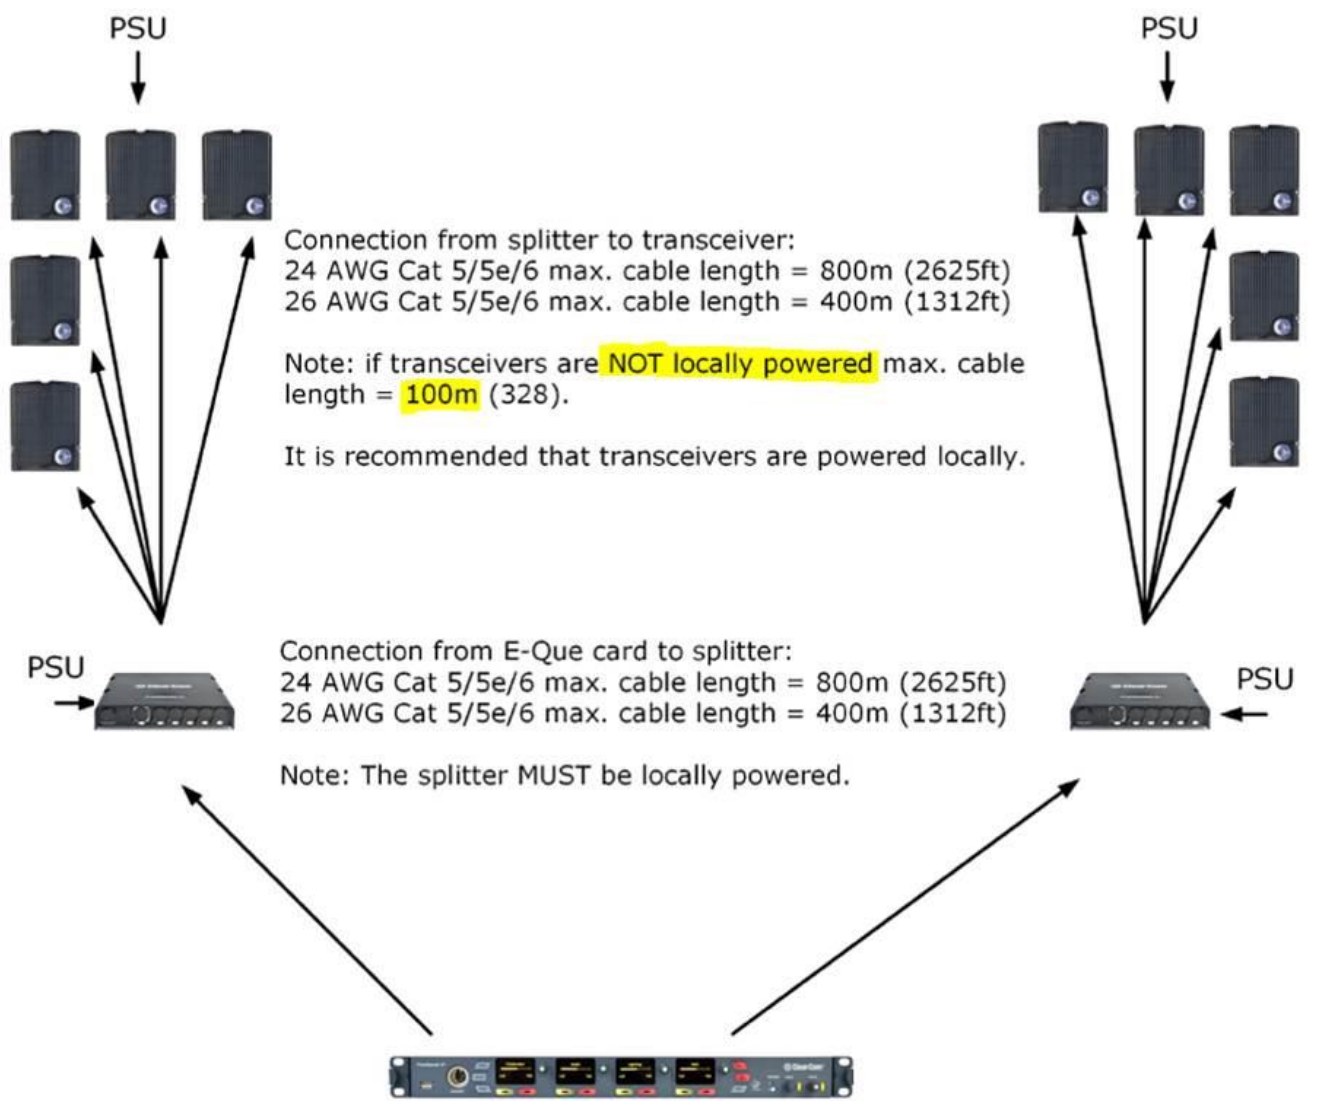 PSU
PSU
Connection from splitter to transceiver:
24 AWG Cat 5/5e/6 max. cable length = 800m (2625ft)
26 AWG Cat 5/5e/6 max. cable length = 400m (1312ft)
Note: if transceivers are NOT locally powered max. cable
length = 100m (328).
It is recommended that transceivers are powered locally.
Connection from E-Que card to splitter:
PSU
PSU
24 AWG Cat 5/5e/6 max. cable length = 800m (2625ft)
26 AWG Cat 5/5e/6 max. cable length = 400m (1312ft)
Note: The splitter MUST be locally powered.
Clear-Com